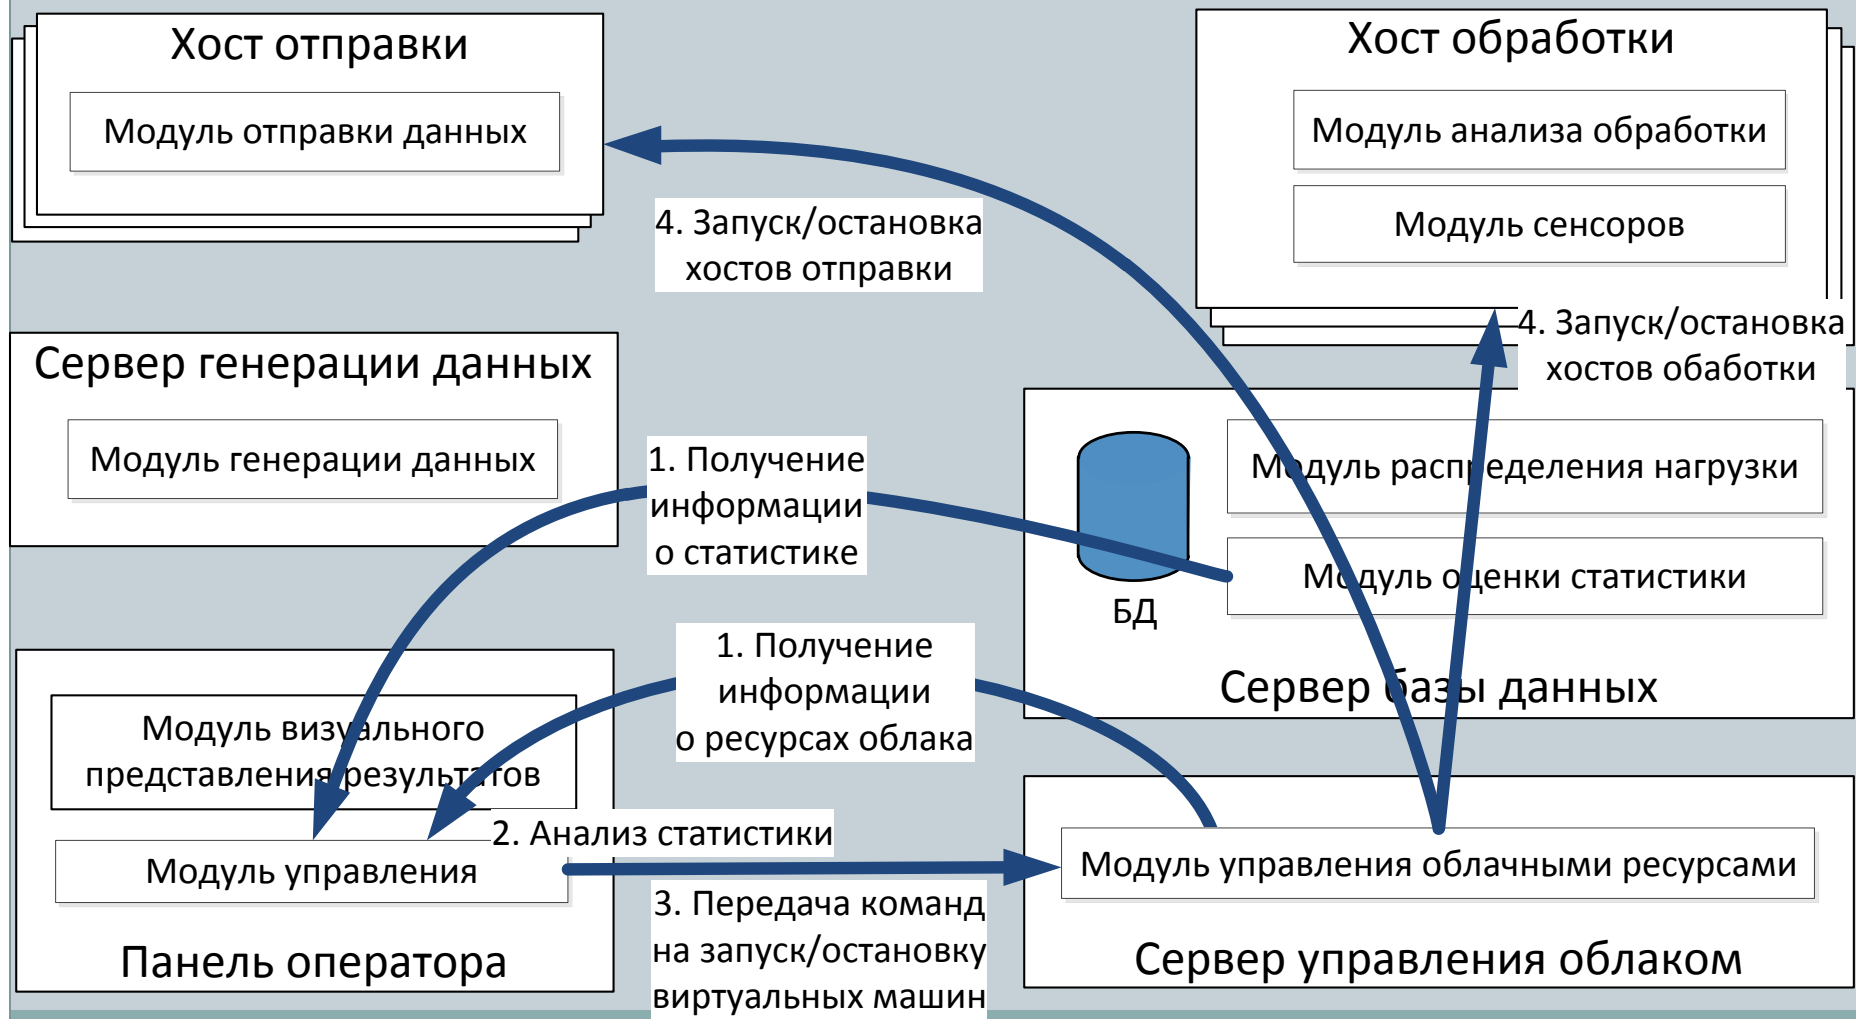 Хост отправки
Модуль отправки данных
Хост обработки
Модуль анализа обработки
Модуль сенсоров
4. Запуск/остановка
хостов отправки
4. Запуск/остановка
хостов обаботки
Сервер генерации данных
Модуль генерации данных
1. Получение
информации
о статистике
БД
Модуль распределения нагрузки
Модуль оценки статистики
Сервер базы данных
1. Получение
информации
о ресурсах облака
Модуль визуального
представления результатов
Модуль управления
Панель оператора
2. Анализ статистики
3. Передача команд
на запуск/остановку
виртуальных машин
Модуль управления облачными ресурсами
Сервер управления облаком